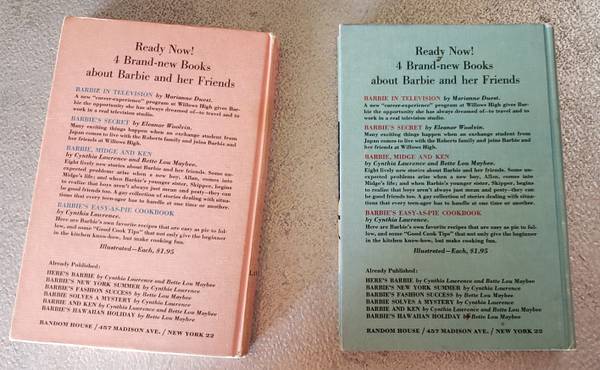 Ready Now!
4 Brand-new Books
about Barbie and her Friends
BARBIE IN TELEVISION by Marianne Duest.
A new "career-experience" program at Willows High gives Bar-
bie the opportunity she has always dreamed of—to travel and to
work in a real television studio.
BARBIE'S SECRET by Eleanor Woolvin.
Many exciting things happen when an exchange student from
Japan comes to live with the Roberts family and joins Barbie and
her friends at Willows High.
BARBIE, MIDGE AND KEN
by Cynthia Lawrence and Bette Lou Maybee.
Eight lively new stories about Barbie and her friends. Some un-
expected problems arise when a new boy, Allan, comes into
Midge's life; and when Barbie's younger sister, Skipper, begins
to realize that boys aren't always just mean and pesty—they can
be good friends too. A gay collection of stories dealing with situa-
tions that every teen-ager has to handle at one time or another.
BARBIE'S EASY-AS-PIE COOKBOOK
by Cynthia Lawrence.
Here are Barbie's own favorite recipes that are easy as pie to fol-
low, and some "Good Cook Tips" that not only give the beginner
in the kitchen know-how, but make cooking fun.
Illustrated—Each, $1.95
Already Published:
HERE'S BARBIE by Cynthia Lawrence and Bette Lou Maybee
BARBIE'S NEW YORK SUMMER by Cynthia Lawrence
BARBIE'S FASHION SUCCESS by Bette Lou Maybee
BARBIE SOLVES A MYSTERY by Cynthia Lawrence
BARBIE AND KEN by Cynthia Lawrence and Bette Lou Maybee
BARBIE'S HAWAIIAN HOLIDAY by Bette Lou Maybee
RANDOM HOUSE / 457 MADISON AVE. / NEW YORK 22
Ready Now!
4 Brand-new Books
about Barbie and her Friends
BARBIE IN TELEVISION by Marianne Duest.
A new "career-experience" program at Willows High gives Bar-
bie the opportunity she has always dreamed of—to travel and to
work in a real television studio.
BARBIE'S SECRET by Eleanor Woolvin.
Many exciting things happen when an exchange student from
Japan comes to live with the Roberts family and joins Barbie and
her friends at Willows High.
BARBIE, MIDGE AND KEN
by Cynthia Lawrence and Bette Lou Maybee.
Eight lively new stories about Barbie and her friends. Some un-
expected problems arise when a new boy, Allan, comes into
Midge's life; and when Barbie's younger sister, Skipper, begins
to realize that boys aren't always just mean and pesty—they can
be good friends too. A gay collection of stories dealing with situa-
tions that every teen-ager has to handle at one time or another.
BARBIE'S EASY-AS-PIE COOKBOOK
by Cynthia Lawrence.
Here are Barbie's own favorite recipes that are easy as pie to fol-
low, and some "Good Cook Tips" that not only give the beginner
in the kitchen know-how, but make cooking fun.
Illustrated—Each, $1.95
Already Published:
HERE'S BARBIE by Cynthia Lawrence and Bette Lou Maybee
BARBIE'S NEW YORK SUMMER by Cynthia Lawrence
BARBIE'S FASHION SUCCESS by Bette Lou Maybee
BARBIE SOLVES A MYSTERY by Cynthia Lawrence
BARBIE AND KEN by Cynthia Lawrence and Bette Lou Maybee
BARBIE'S HAWAIIAN HOLIDAY by Bette Lou Maybee
RANDOM HOUSE / 457 MADISON AVE. / NEW YORK 22